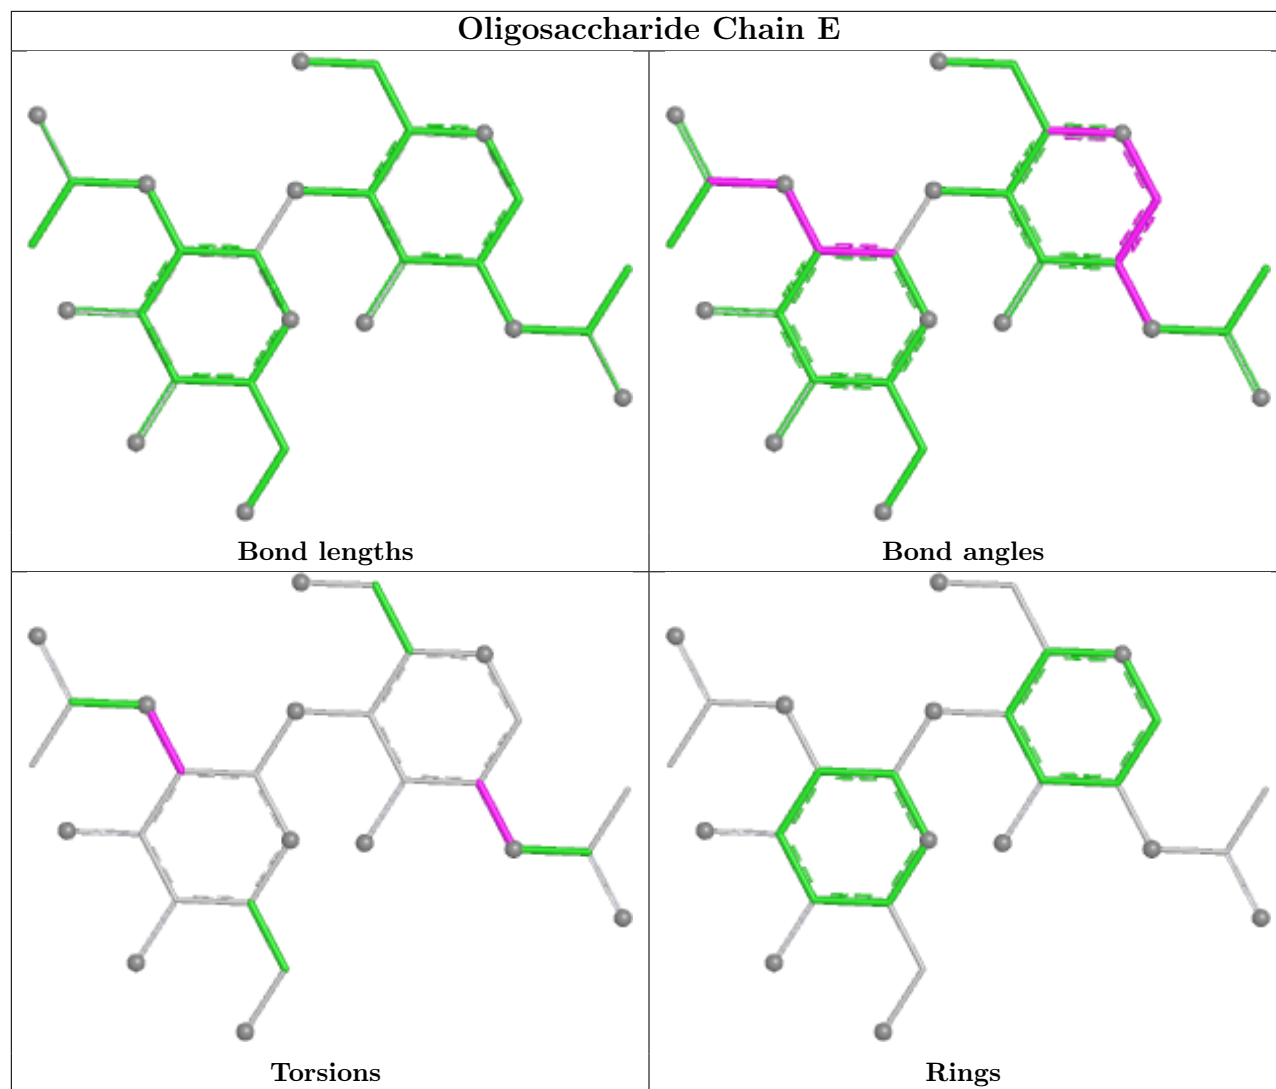 Oligosaccharide Chain E
Bond lengths
Bond angles
Torsions
Rings